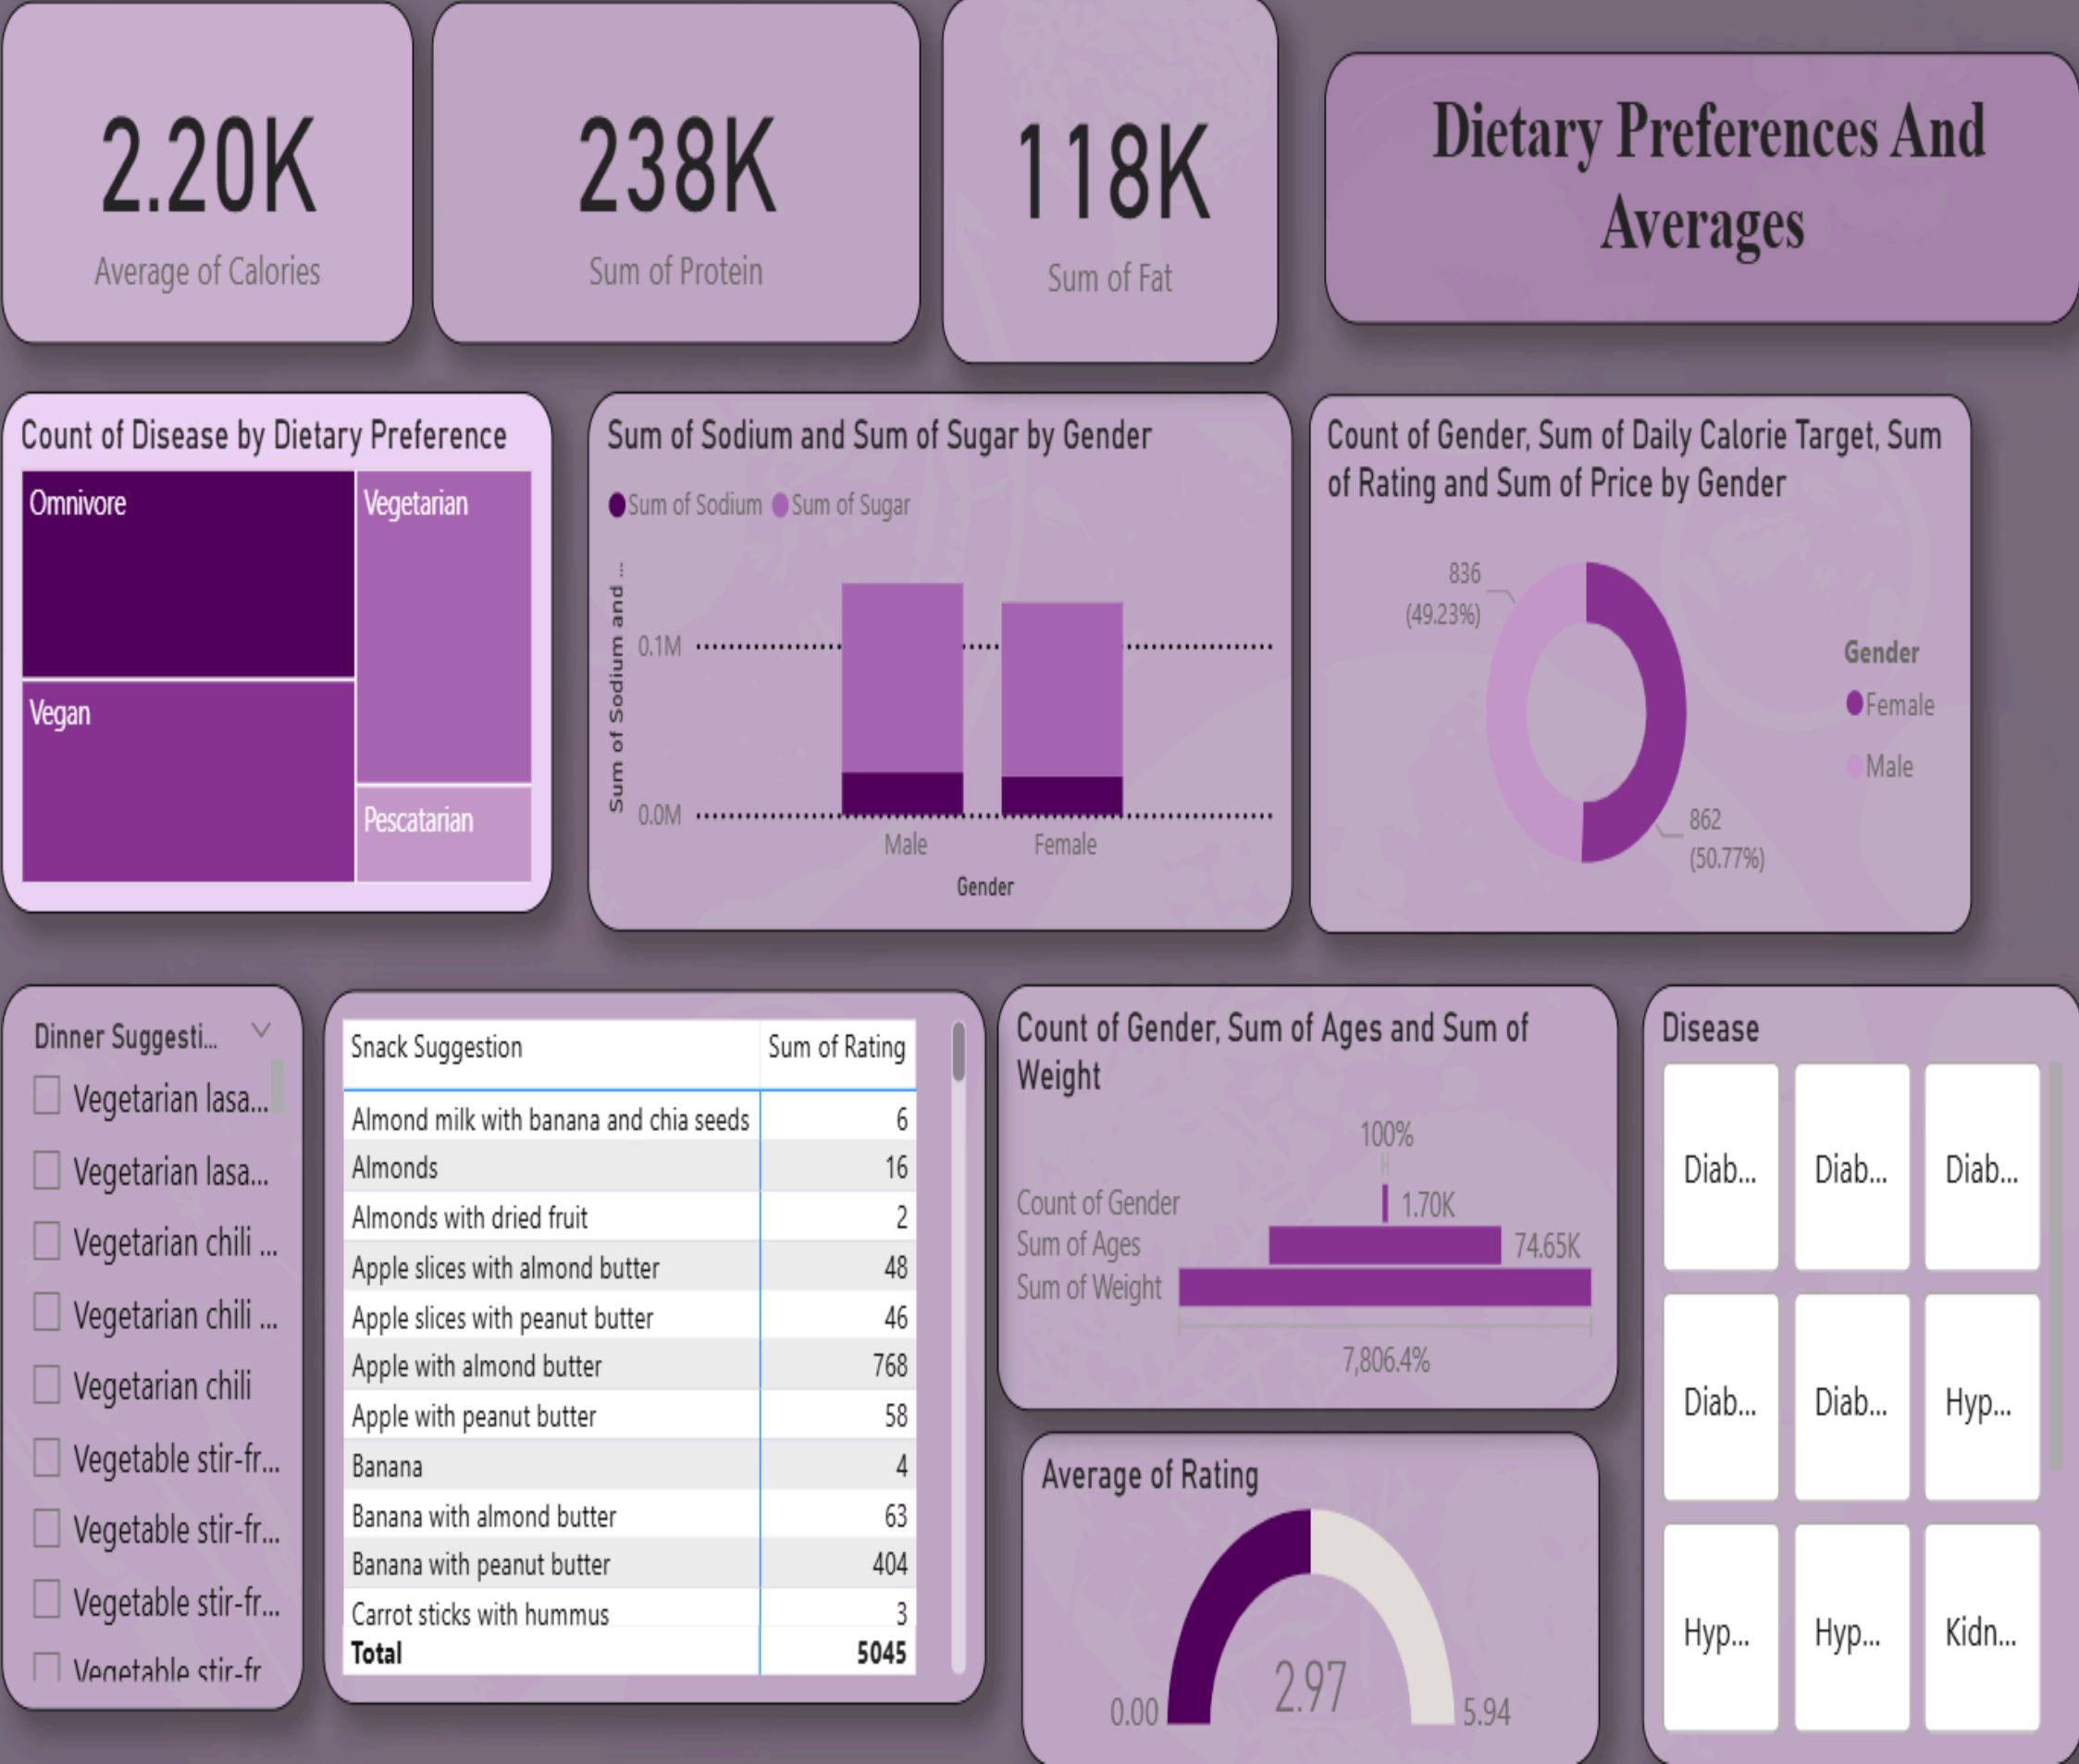 2.20K
Average of Calories
238K
Sum of Protein
118K
Sum of Fat
Dietary Preferences And
Averages
Count of Disease by Dietary Preference
Omnivore
Vegetarian
Vegan
Pescatarian
Sum of Sodium and Sum of Sugar by Gender
Sum of Sodium
Sum of Sugar
Sum of Sodium and ...
0.1M
0.0M
Male
Female
Gender
Count of Gender, Sum of Daily Calorie Target, Sum
of Rating and Sum of Price by Gender
836
(49.23%)
862
(50.77%)
Gender
Female
Male
Dinner Suggesti...
Vegetarian lasa...
Vegetarian lasa...
Vegetarian chili ...
Vegetarian chili ...
Vegetarian chili
Vegetable stir-fr...
Vegetable stir-fr...
Vegetable stir-fr...
Vegetable stir-fr
Snack Suggestion Sum of Rating
Almond milk with banana and chia seeds 6
Almonds 16
Almonds with dried fruit 2
Apple slices with almond butter 48
Apple slices with peanut butter 46
Apple with almond butter 768
Apple with peanut butter 58
Banana 4
Banana with almond butter 63
Banana with peanut butter 404
Carrot sticks with hummus 3
Total 5045
Count of Gender, Sum of Ages and Sum of
Weight
100%
Count of Gender 1.70K
Sum of Ages 74.65K
Sum of Weight
7,806.4%
Average of Rating
0.00 2.97 5.94
Disease
Diab... Diab... Diab...
Diab... Diab... Hyp...
Hyp... Hyp... Kidn...